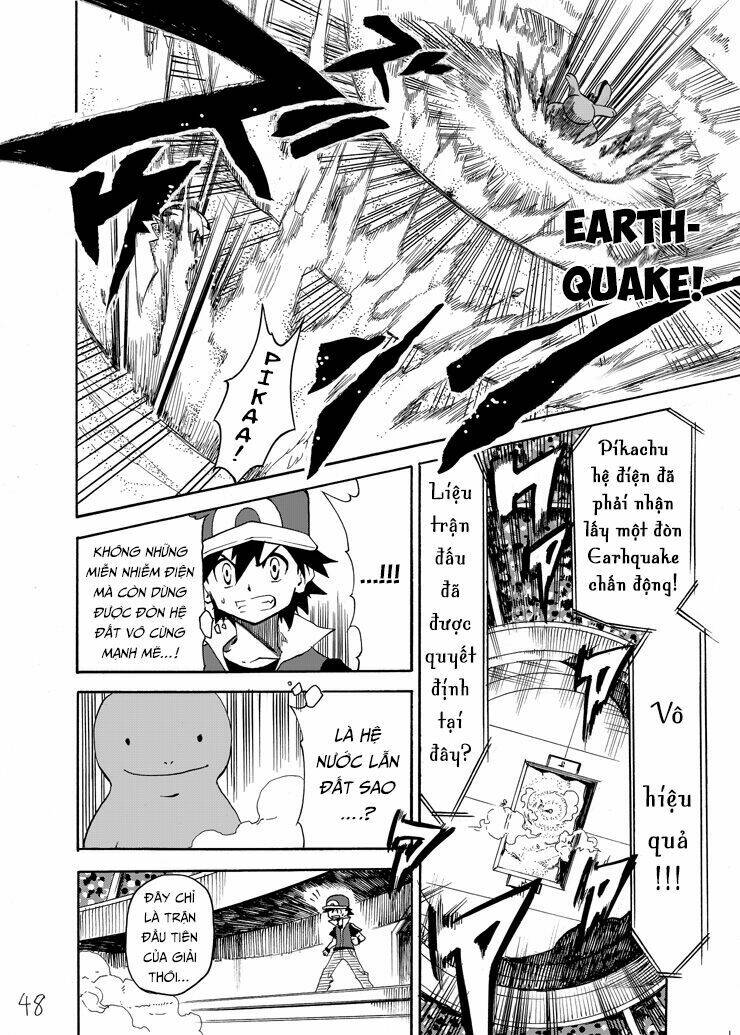 EARTH-
QUAKE!
PIKAA!
Pikachu
hệ điện đã
phải nhận
lấy một đòn
Earhquake
chấn động!
Vô
hiệu
quả
!!!
Liệu
trận
đấu
đã
được
quyết
định
tại
đây?
...!!!
KHÔNG NHỮNG
MIỄN NHIỄM ĐIỆN
MÀ CÒN DÙNG
ĐƯỢC ĐÒN HỆ
ĐẤT VÔ CÙNG
MẠNH MẼ...!
LÀ HỆ
NƯỚC LẪN
ĐẤT SAO
....?
ĐÂY CHỈ
LÀ TRẬN
ĐẤU TIÊN
CỦA GIẢI
THÔI...
48